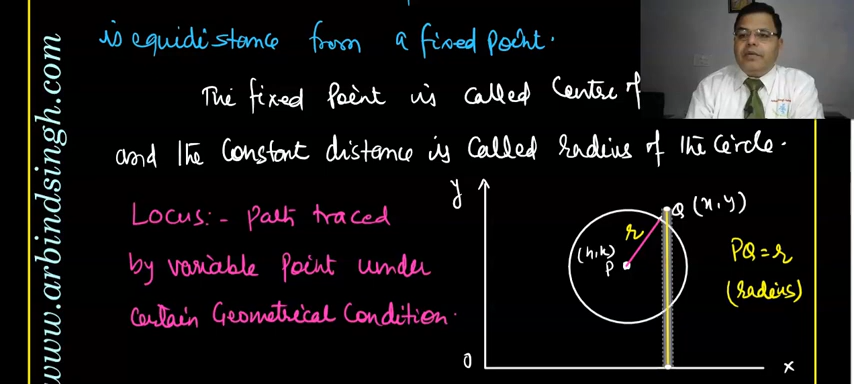 is equidistance from a fixed point.
The fixed point is called Centre of
and the constant distance is called radius of the circle.
Locus:- Path traced
by variable point under
certain Geometrical Condition.
y
Q (x, y)
r
(h, k)
P
PQ = r
(radius)
O
x
www.arbindsingh.com